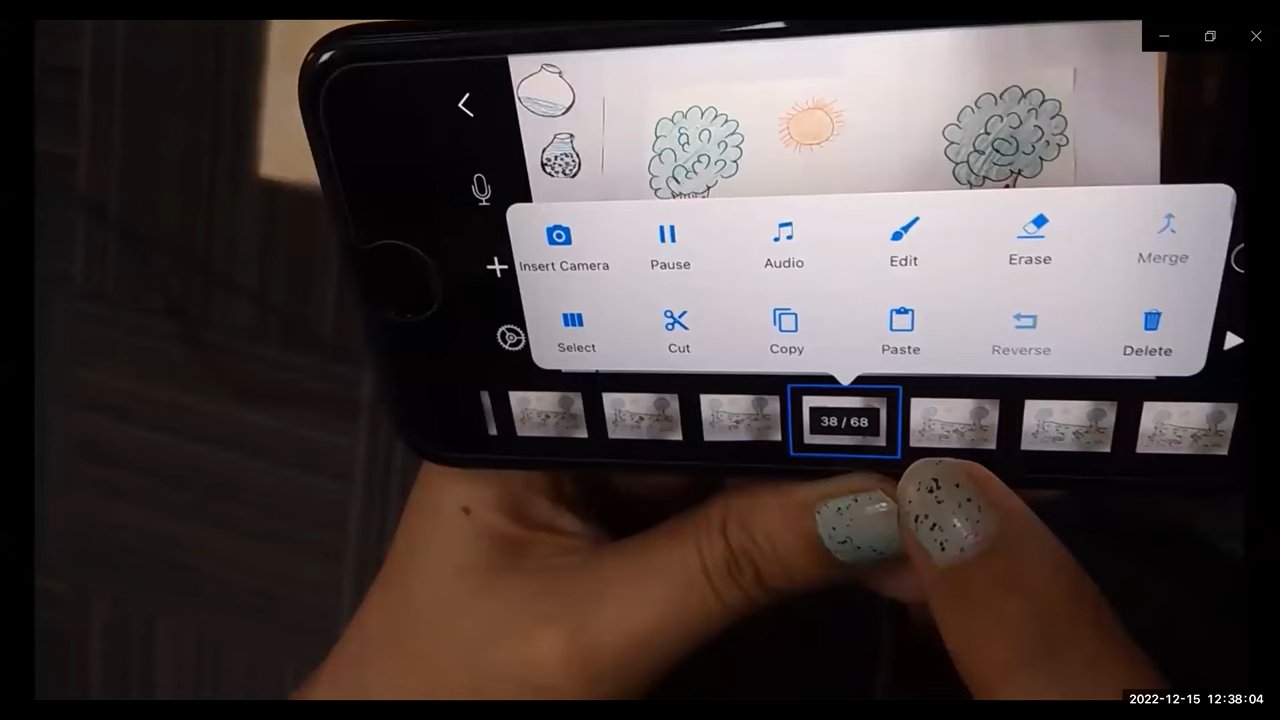 Insert Camera Pause Audio Edit Erase Merge
Select Cut Copy Paste Reverse Delete
38 / 68
2022-12-15 12:38:04